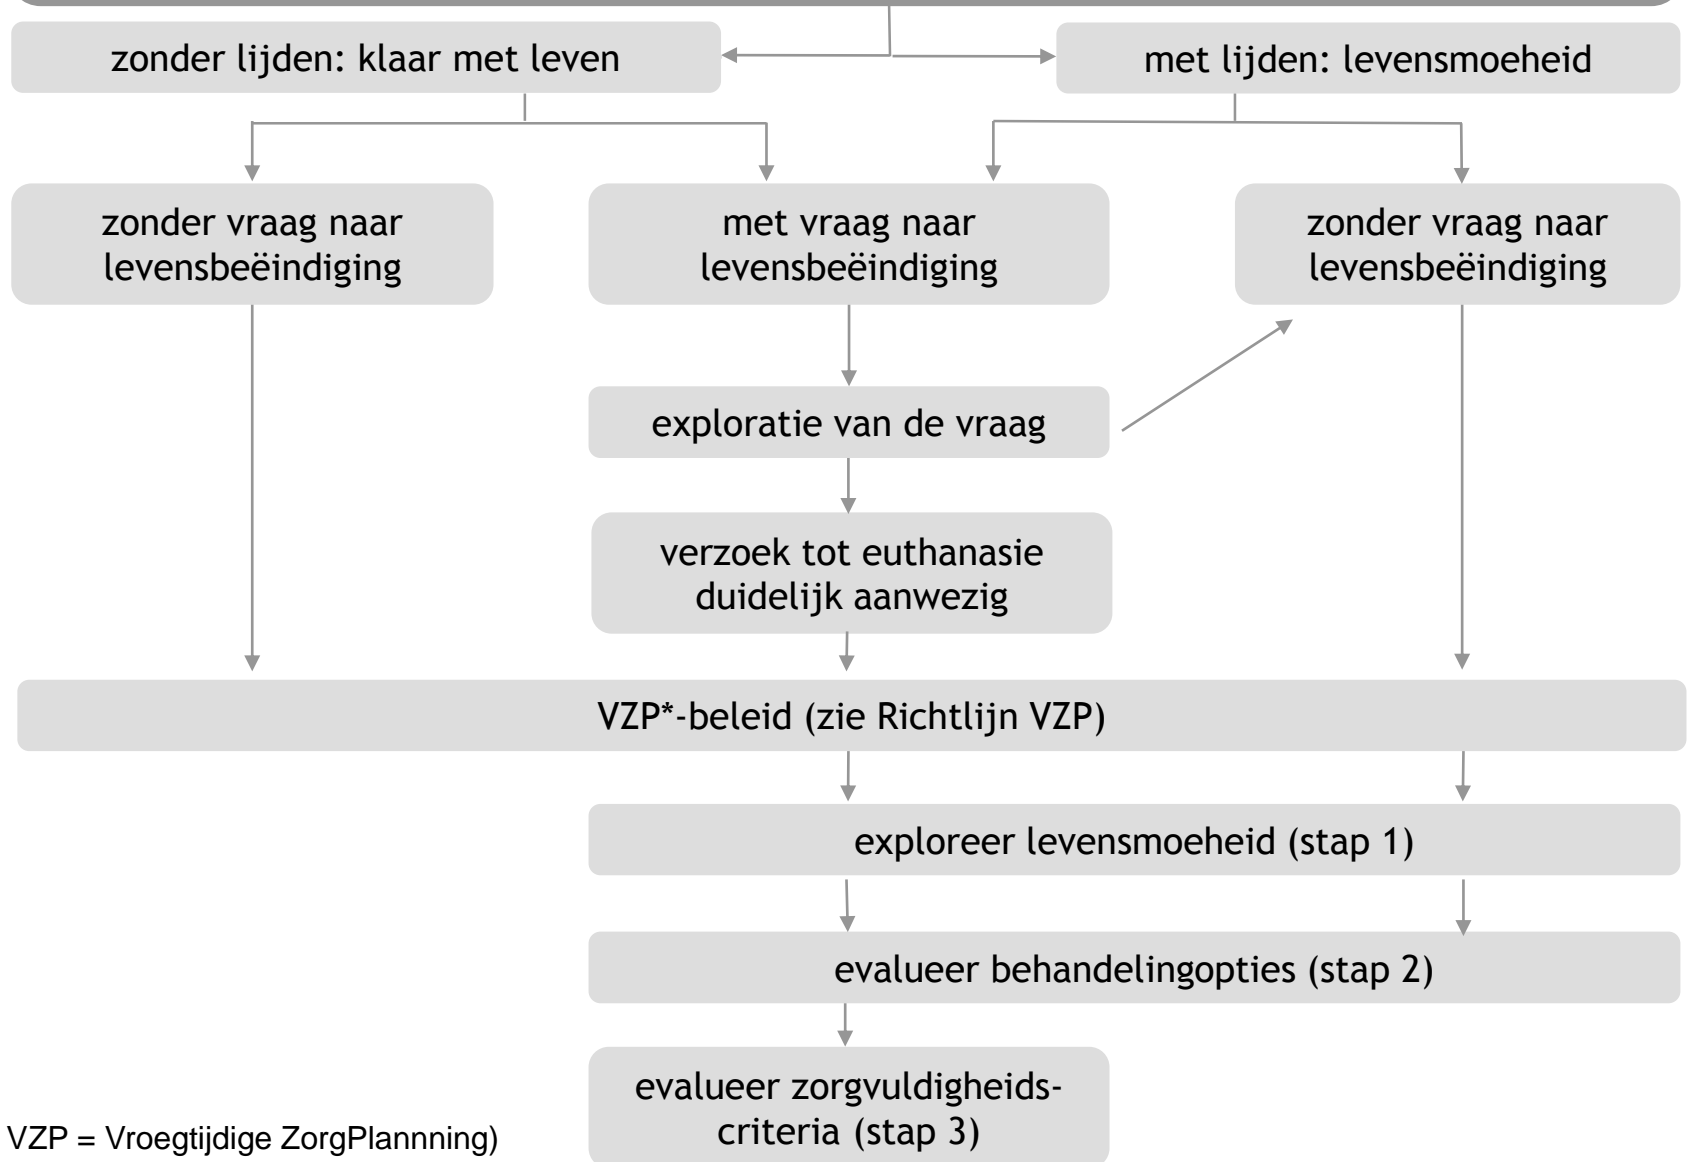 zonder lijden: klaar met leven
met lijden: levensmoeheid
zonder vraag naar
levensbeëindiging
met vraag naar
levensbeëindiging
zonder vraag naar
levensbeëindiging
exploratie van de vraag
verzoek tot euthanasie
duidelijk aanwezig
VZP*-beleid (zie Richtlijn VZP)
exploreer levensmoeheid (stap 1)
evalueer behandelingopties (stap 2)
evalueer zorgvuldigheids-
criteria (stap 3)
VZP = Vroegtijdige ZorgPlannning)